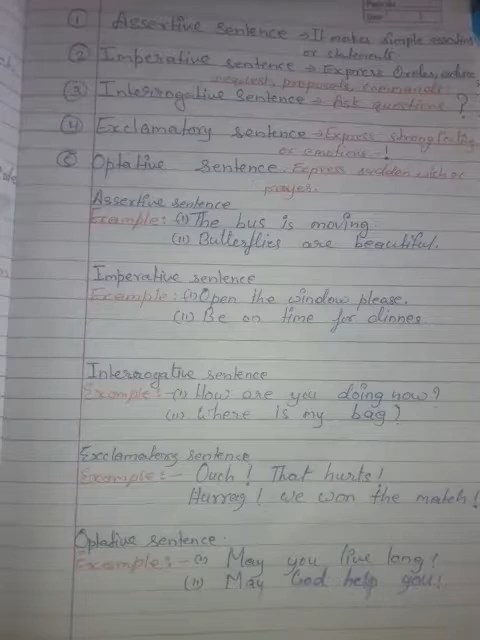 Page No.
Date
① Assertive sentence → It makes simple assertions
or statements
② Imperative sentence → Express Order, advice,
request, proposals, commands
③ Interrogative Sentence → Ask questions ?
④ Exclamatory sentence → Express strong feeling
or emotions - !
⑤ Optative sentence. Express sudden wish or
prayer.
Assertive sentence
Example: (i) The bus is moving
(ii) Butterflies are beautiful.
Imperative sentence
Example: (i) Open the window please.
(ii) Be on time for dinner
Interrogative sentence
Example:- (i) How are you doing now?
(ii) Where is my bag?
Exclamatory sentence
Example:- Ouch! That hurts!
Hurray! we won the match!
Optative sentence.
Example:- (i) May you live long!
(ii) May God help you!